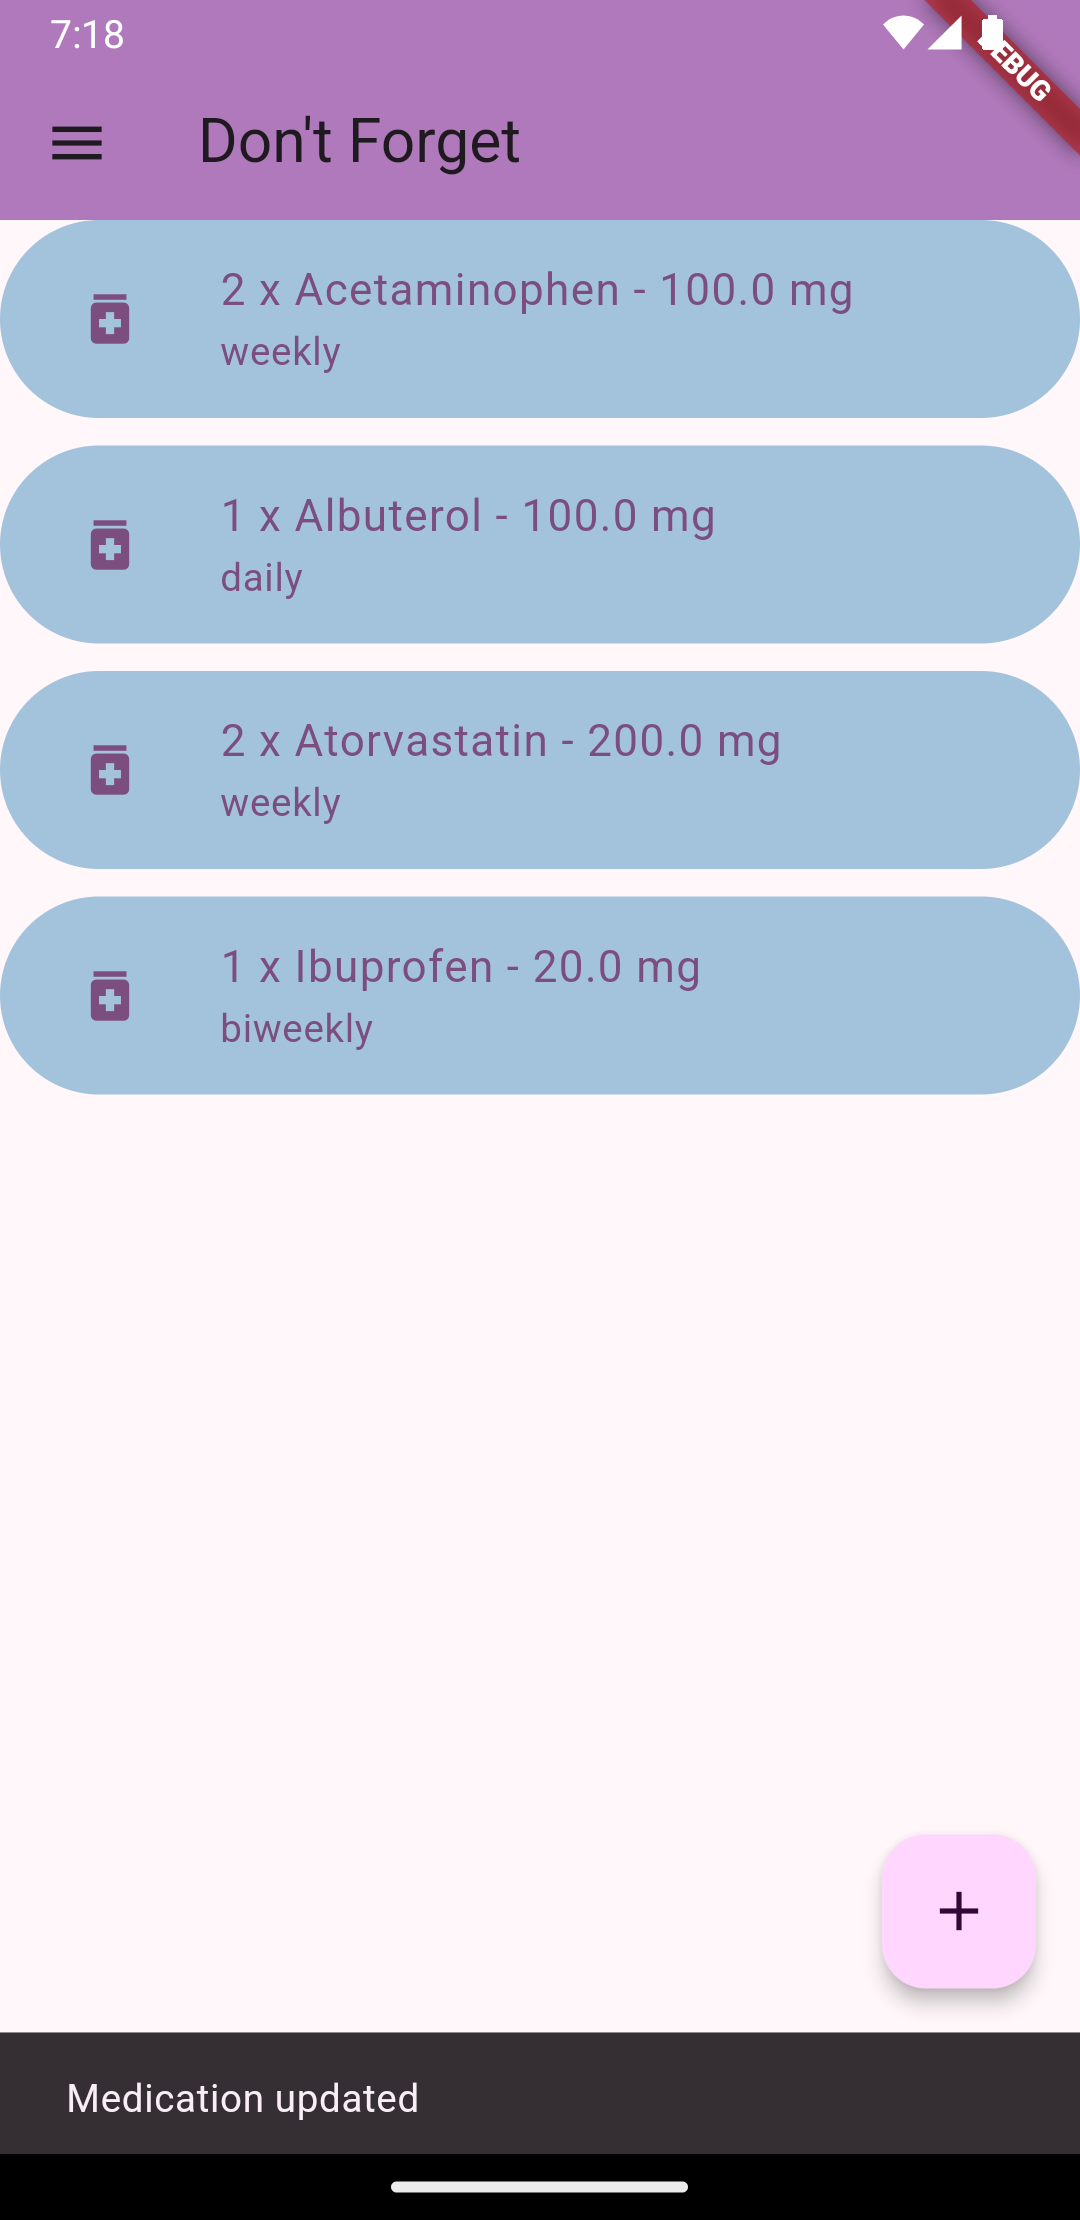 7:18
DEBUG
Don't Forget
2 x Acetaminophen - 100.0 mg
weekly
1 x Albuterol - 100.0 mg
daily
2 x Atorvastatin - 200.0 mg
weekly
1 x Ibuprofen - 20.0 mg
biweekly
Medication updated